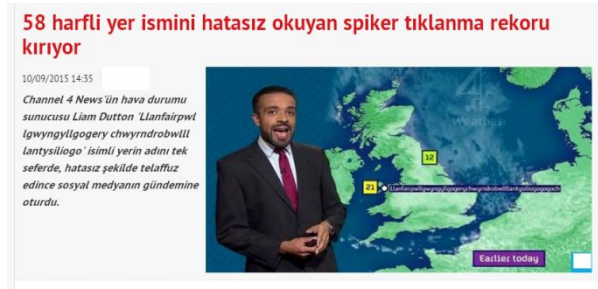 58 harfli yer ismini hatasız okuyan spiker tıklanma rekoru
kırıyor
10/09/2015 14:35
Channel 4 News'ün hava durumu
sunucusu Liam Dutton 'Llanfairpwl
lgwyngyllgogery chwyrndrobwlll
lantysiliogo' isimli yerin adını tek
seferde, hatasız şekilde telaffuz
edince sosyal medyanın gündemine
oturdu.
4
weather
12
21
Llanfairpwllgwyngyllgogerychwyrndrobwllllantysiliogogogoch
Earlier today